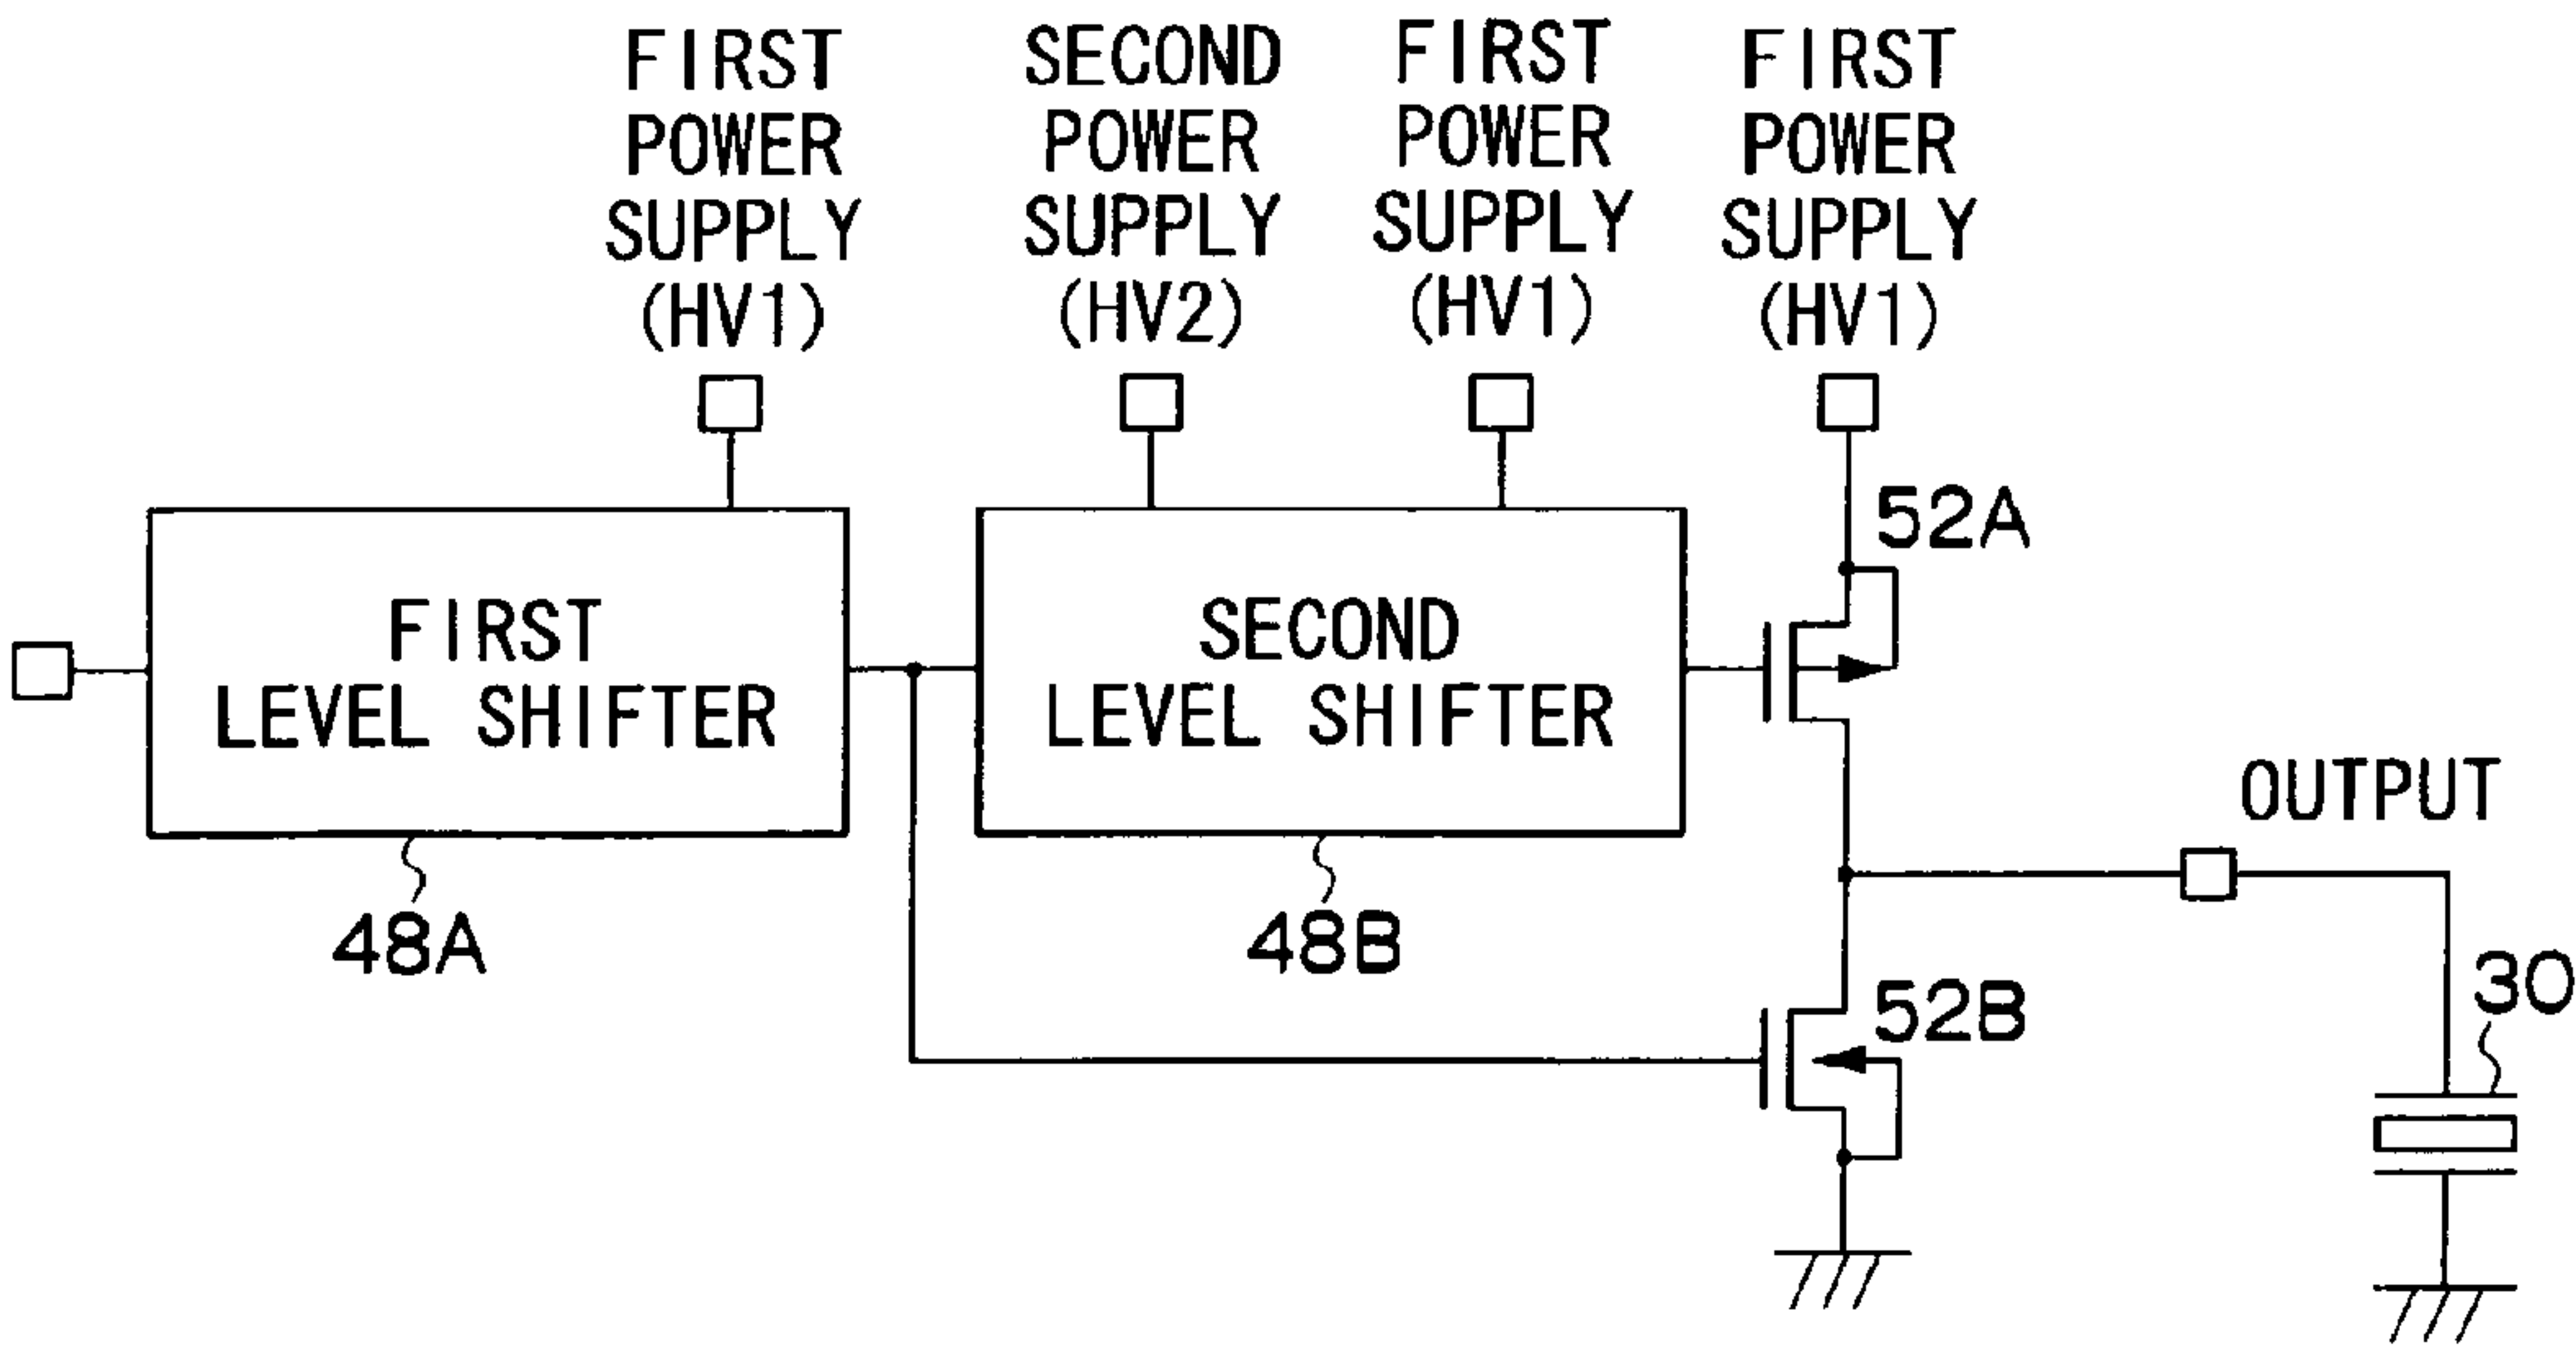 FIRST
POWER
SUPPLY
(HV1)
SECOND
POWER
SUPPLY
(HV2)
FIRST
POWER
SUPPLY
(HV1)
FIRST
POWER
SUPPLY
(HV1)
52A
FIRST
LEVEL SHIFTER
SECOND
LEVEL SHIFTER
OUTPUT
48A
48B
52B
30